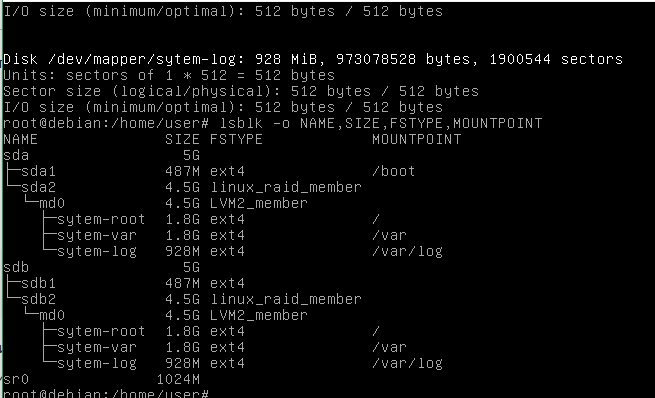 I/O size (minimum/optimal): 512 bytes / 512 bytes
Disk /dev/mapper/sytem-log: 928 MiB, 973078528 bytes, 1900544 sectors
Units: sectors of 1 * 512 = 512 bytes
Sector size (logical/physical): 512 bytes / 512 bytes
I/O size (minimum/optimal): 512 bytes / 512 bytes
root@debian:/home/user# lsblk -o NAME,SIZE,FSTYPE,MOUNTPOINT
NAME SIZE FSTYPE MOUNTPOINT
sda 5G
├─sda1 487M ext4 /boot
└─sda2 4.5G linux_raid_member
  └─md0 4.5G LVM2_member
    ├─sytem-root 1.8G ext4 /
    ├─sytem-var 1.8G ext4 /var
    └─sytem-log 928M ext4 /var/log
sdb 5G
├─sdb1 487M ext4
└─sdb2 4.5G linux_raid_member
  └─md0 4.5G LVM2_member
    ├─sytem-root 1.8G ext4 /
    ├─sytem-var 1.8G ext4 /var
    └─sytem-log 928M ext4 /var/log
sr0 1024M
root@debian:/home/user#